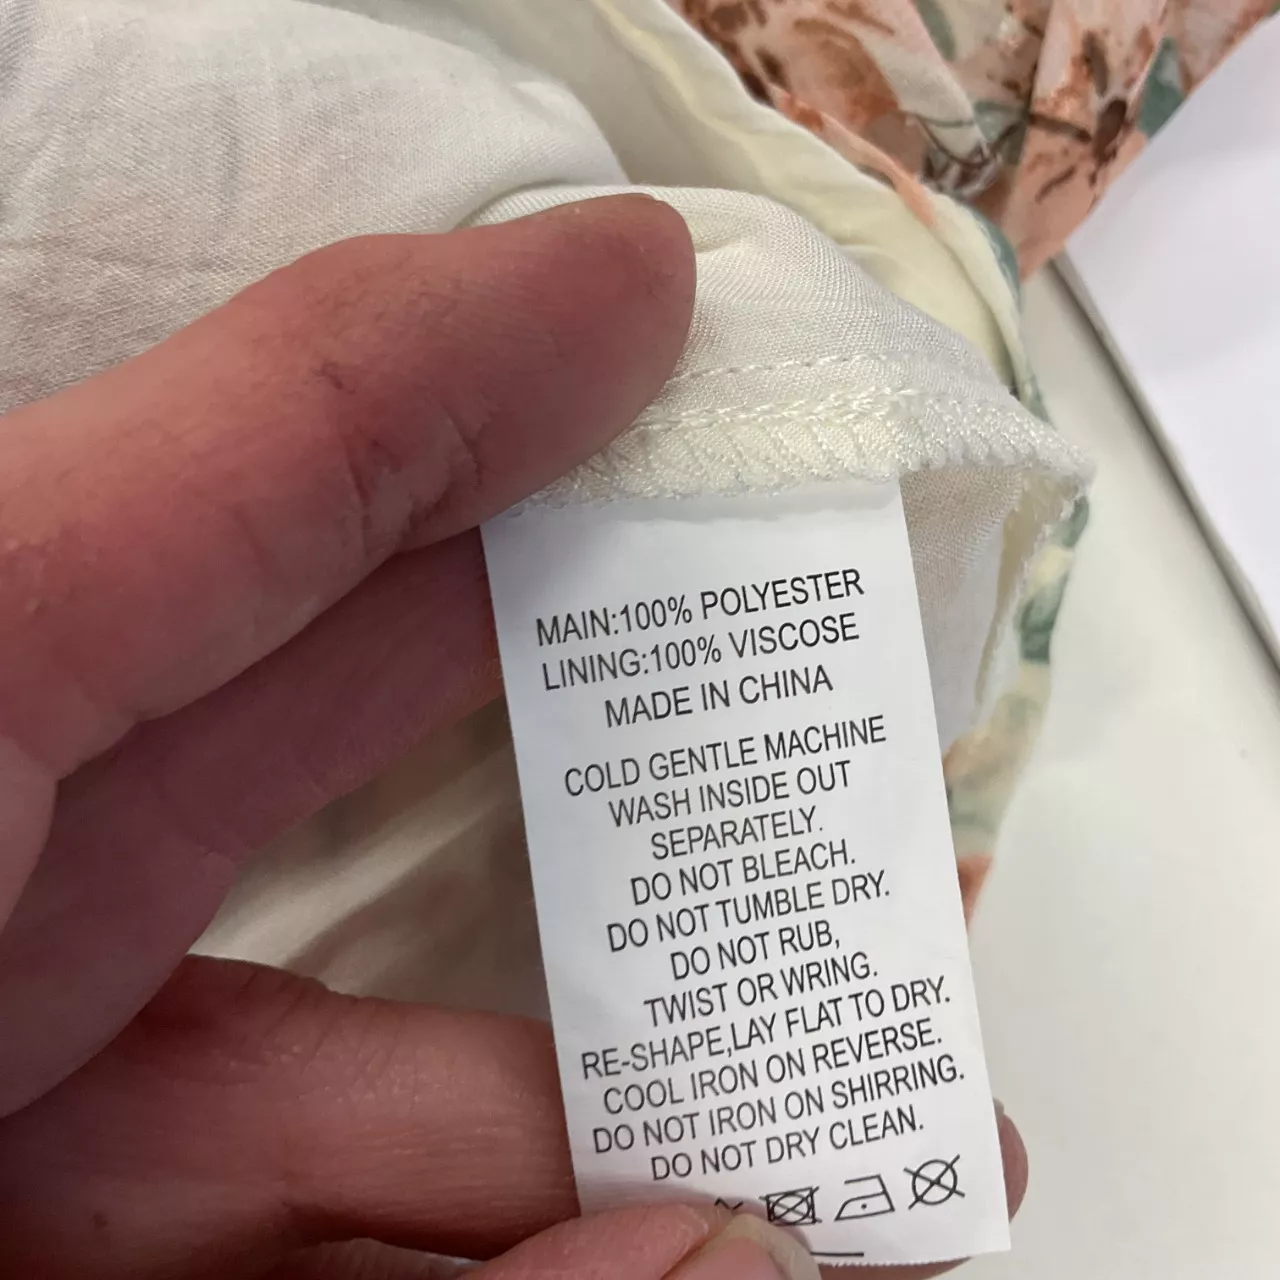 MAIN:100% POLYESTER
LINING:100% VISCOSE
MADE IN CHINA
COLD GENTLE MACHINE
WASH INSIDE OUT
SEPARATELY.
DO NOT BLEACH.
DO NOT TUMBLE DRY.
DO NOT RUB,
TWIST OR WRING.
RE-SHAPE,LAY FLAT TO DRY.
COOL IRON ON REVERSE.
DO NOT IRON ON SHIRRING.
DO NOT DRY CLEAN.